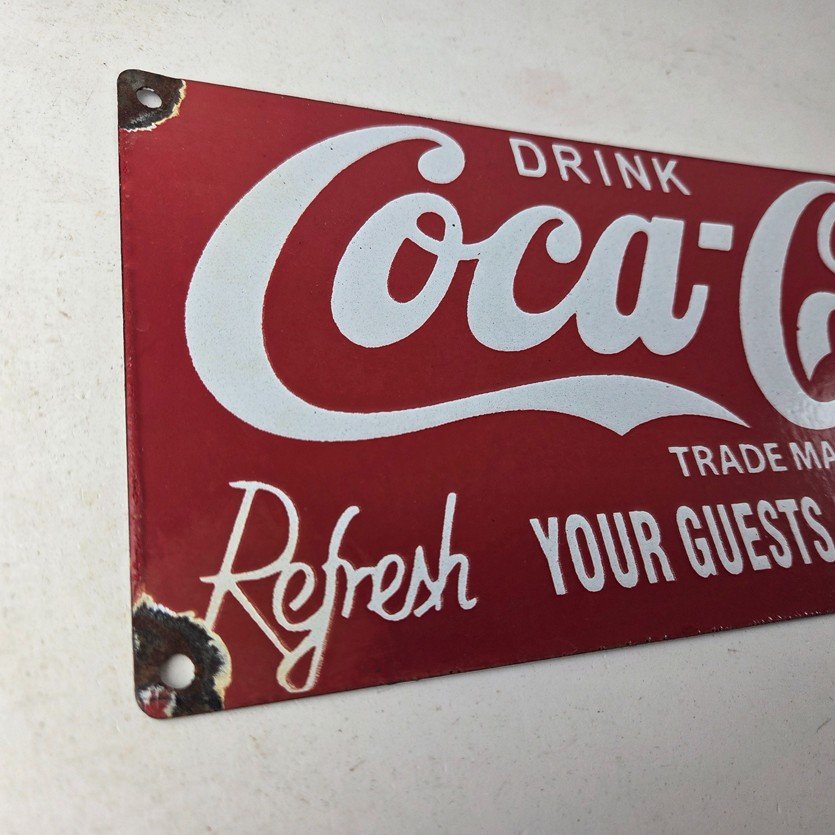 DRINK
Coca-C
TRADE MA
Refresh YOUR GUESTS